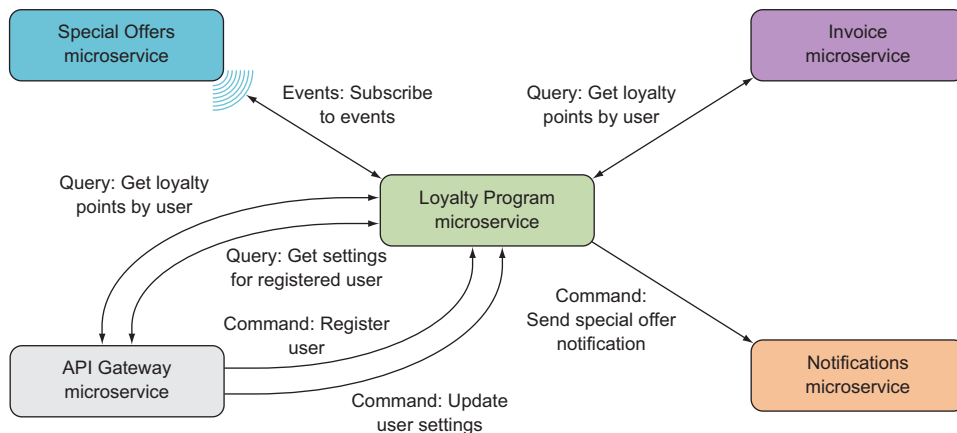 Special Offers
microservice
Invoice
microservice
Events: Subscribe
to events
Query: Get loyalty
points by user
Query: Get loyalty
points by user
Loyalty Program
microservice
Query: Get settings
for registered user
Command: Register
user
Command:
Send special offer
notification
API Gateway
microservice
Notifications
microservice
Command: Update
user settings